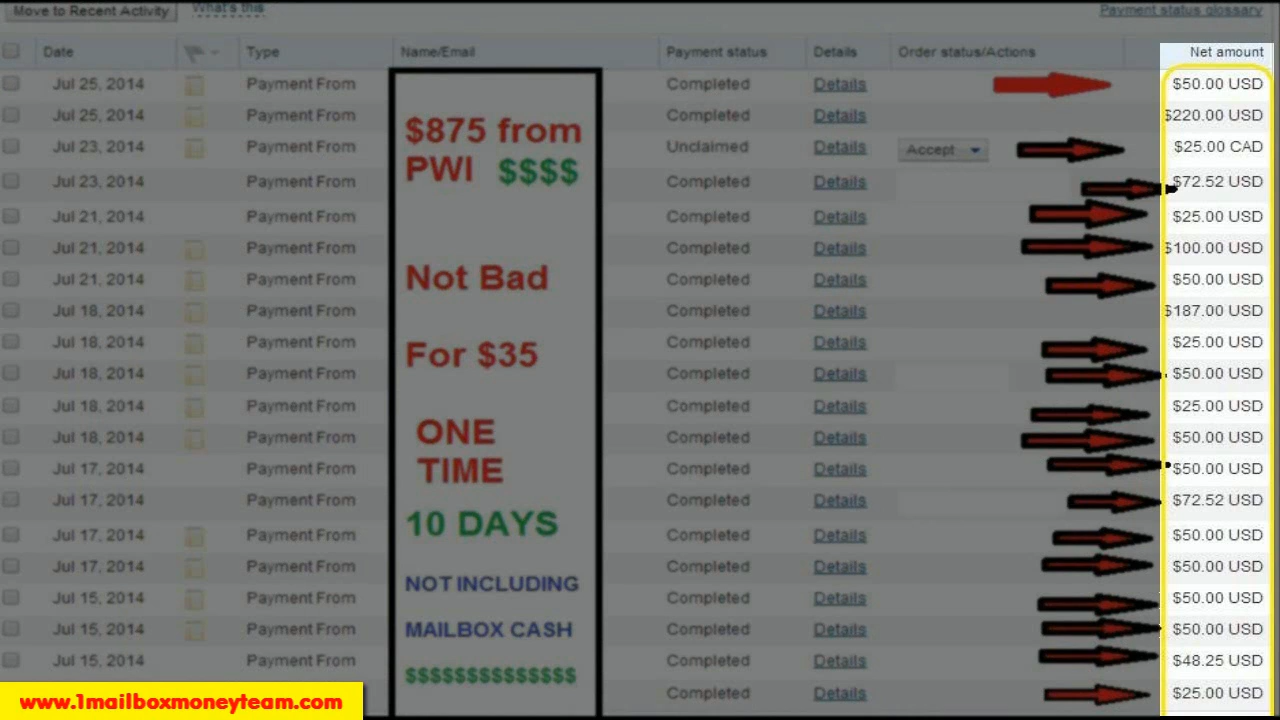 Move to Recent Activity What's this Payment status glossary
Date Type Name/Email Payment status Details Order status/Actions Net amount
Jul 25, 2014 Payment From Completed Details $50.00 USD
Jul 25, 2014 Payment From Completed Details $220.00 USD
Jul 23, 2014 Payment From Unclaimed Details Accept $25.00 CAD
Jul 23, 2014 Payment From Completed Details $72.52 USD
Jul 21, 2014 Payment From Completed Details $25.00 USD
Jul 21, 2014 Payment From Completed Details $100.00 USD
Jul 21, 2014 Payment From Completed Details $50.00 USD
Jul 18, 2014 Payment From Completed Details $187.00 USD
Jul 18, 2014 Payment From Completed Details $25.00 USD
Jul 18, 2014 Payment From Completed Details $50.00 USD
Jul 18, 2014 Payment From Completed Details $25.00 USD
Jul 18, 2014 Payment From Completed Details $50.00 USD
Jul 17, 2014 Payment From Completed Details $50.00 USD
Jul 17, 2014 Payment From Completed Details $72.52 USD
Jul 17, 2014 Payment From Completed Details $50.00 USD
Jul 17, 2014 Payment From Completed Details $50.00 USD
Jul 15, 2014 Payment From Completed Details $50.00 USD
Jul 15, 2014 Payment From Completed Details $50.00 USD
Jul 15, 2014 Payment From Completed Details $48.25 USD
Completed Details $25.00 USD
$875 from
PWI $$$$
Not Bad
For $35
ONE
TIME
10 DAYS
NOT INCLUDING
MAILBOX CASH
$$$$$$$$$$$$$$
www.1mailboxmoneyteam.com